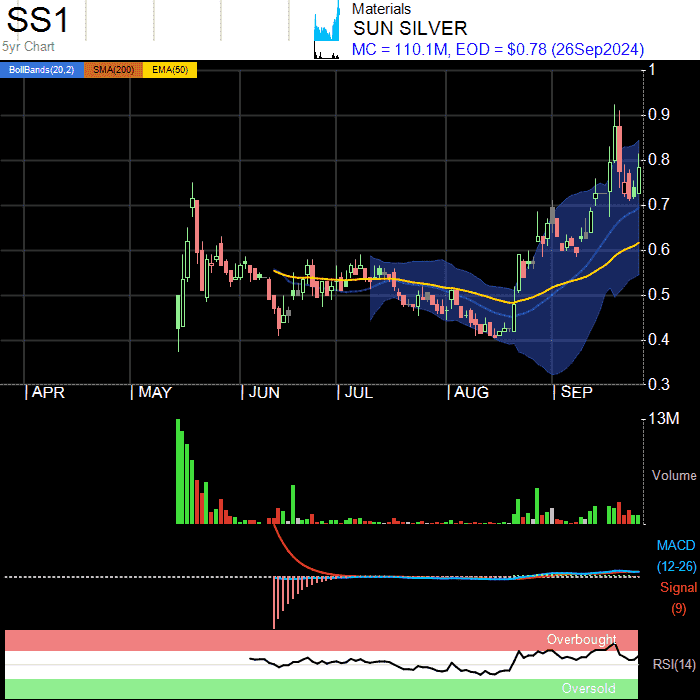 SS1
5yr Chart
Materials
SUN SILVER
MC = 110.1M, EOD = $0.78 (26Sep2024)
BollBands(20,2) SMA(200) EMA(50)
1
0.9
0.8
0.7
0.6
0.5
0.4
0.3
APR MAY JUN JUL AUG SEP
13M
Volume
MACD
(12-26)
Signal
(9)
Overbought
RSI(14)
Oversold